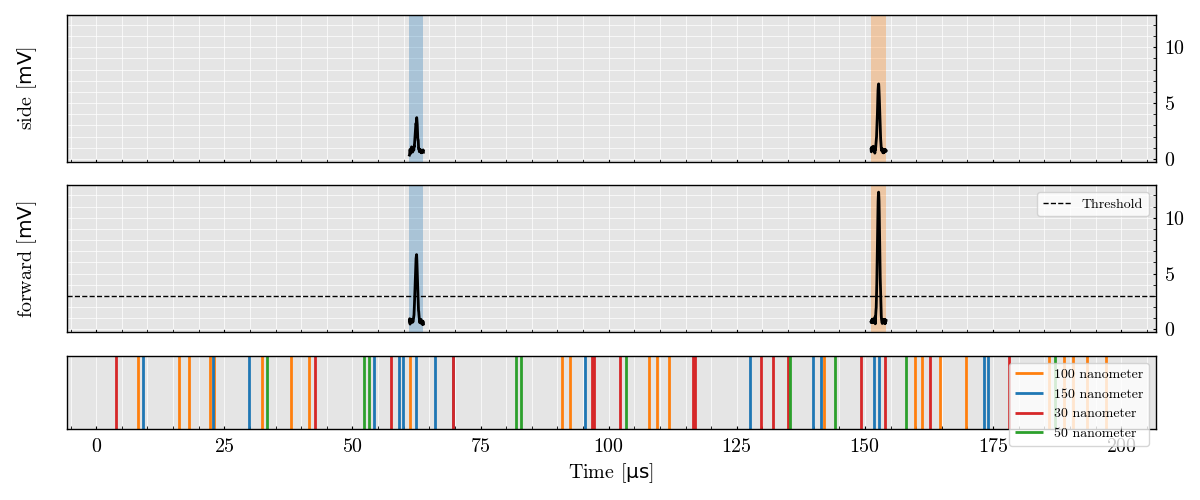 side [mV]
10
5
0
forward [mV]
Threshold
10
5
0
100 nanometer
150 nanometer
30 nanometer
50 nanometer
0 25 50 75 100 125 150 175 200
Time [µs]